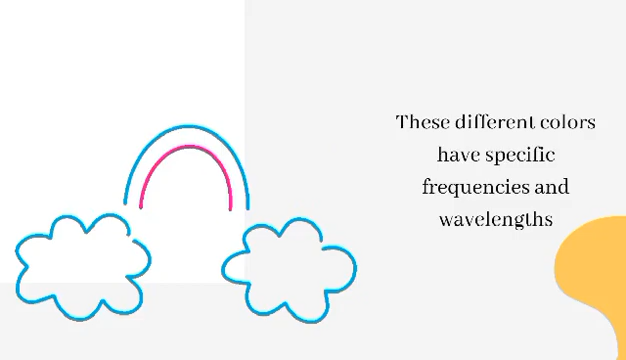 These different colors
have specific
frequencies and
wavelengths